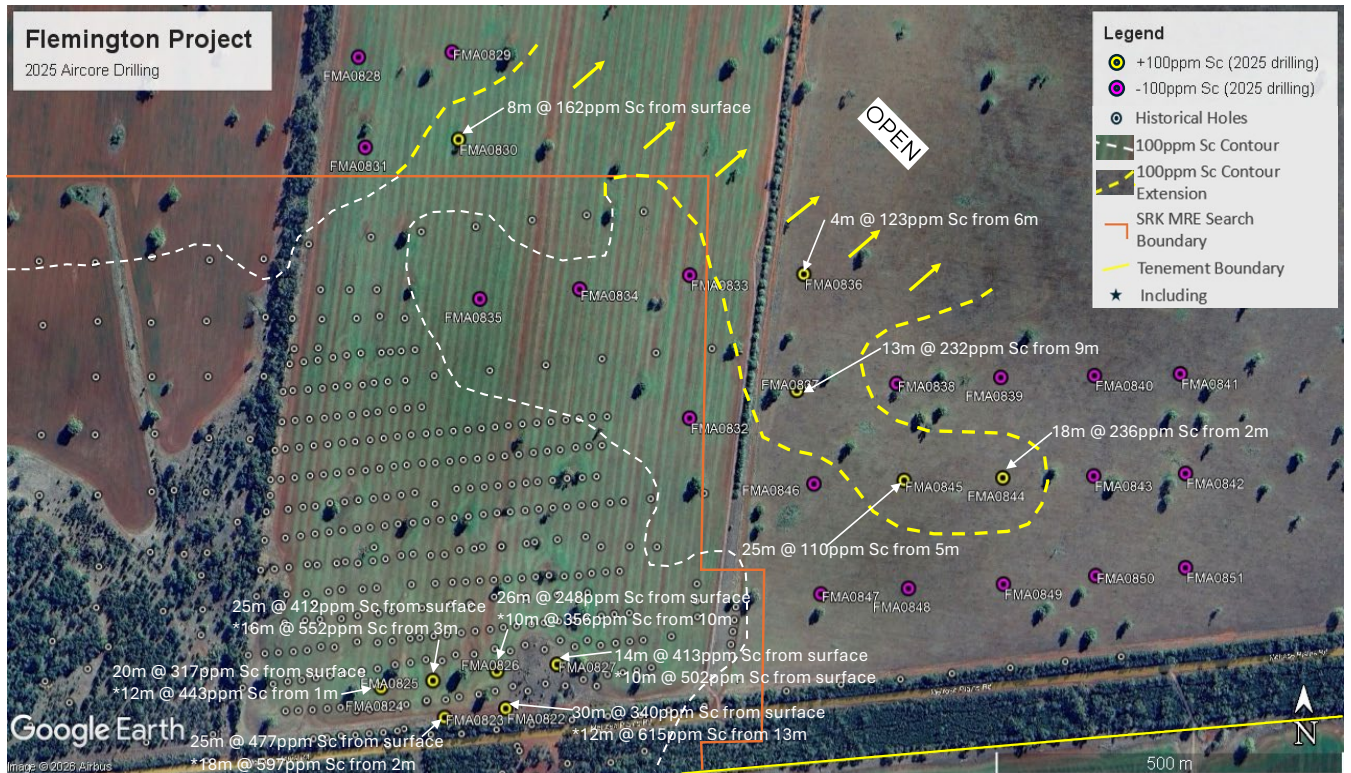 Flemington Project
2025 Aircore Drilling
Legend
+100ppm Sc (2025 drilling)
-100ppm Sc (2025 drilling)
Historical Holes
100ppm Sc Contour
100ppm Sc Contour
Extension
SRK MRE Search
Boundary
Tenement Boundary
Including
OPEN
FMA0828
FMA0829
8m @ 162ppm Sc from surface
FMA0830
FMA0831
4m @ 123ppm Sc from 6m
FMA0836
FMA0833
FMA0834
FMA0835
13m @ 232ppm Sc from 9m
FMA0837
FMA0838
FMA0839
FMA0840
FMA0841
FMA0832
18m @ 236ppm Sc from 2m
FMA0846
FMA0845
FMA0844
FMA0843
FMA0842
25m @ 110ppm Sc from 5m
FMA0847
FMA0848
FMA0849
FMA0850
FMA0851
25m @ 412ppm Sc from surface
*16m @ 552ppm Sc from 3m
26m @ 248ppm Sc from surface
*10m @ 356ppm Sc from 10m
14m @ 413ppm Sc from surface
*10m @ 502ppm Sc from surface
20m @ 317ppm Sc from surface
*12m @ 443ppm Sc from 1m
FMA0826
FMA0827
FMA0825
FMA0824
FMA0823
FMA0822
30m @ 340ppm Sc from surface
*12m @ 615ppm Sc from 13m
25m @ 477ppm Sc from surface
*18m @ 597ppm Sc from 2m
Melrose Plains Rd
Google Earth
Image © 2026 Airbus
N
500 m